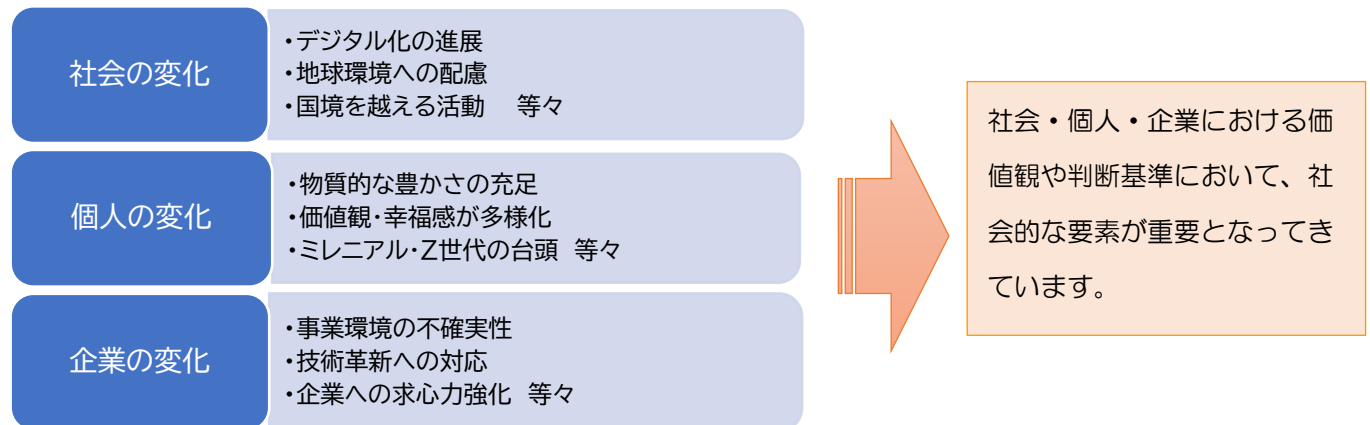 社会の変化
・デジタル化の進展
・地球環境への配慮
・国境を越える活動　等々
個人の変化
・物質的な豊かさの充足
・価値観・幸福感が多様化
・ミレニアル・Z世代の台頭　等々
企業の変化
・事業環境の不確実性
・技術革新への対応
・企業への求心力強化　等々
社会・個人・企業における価
値観や判断基準において、社
会的な要素が重要となってき
ています。